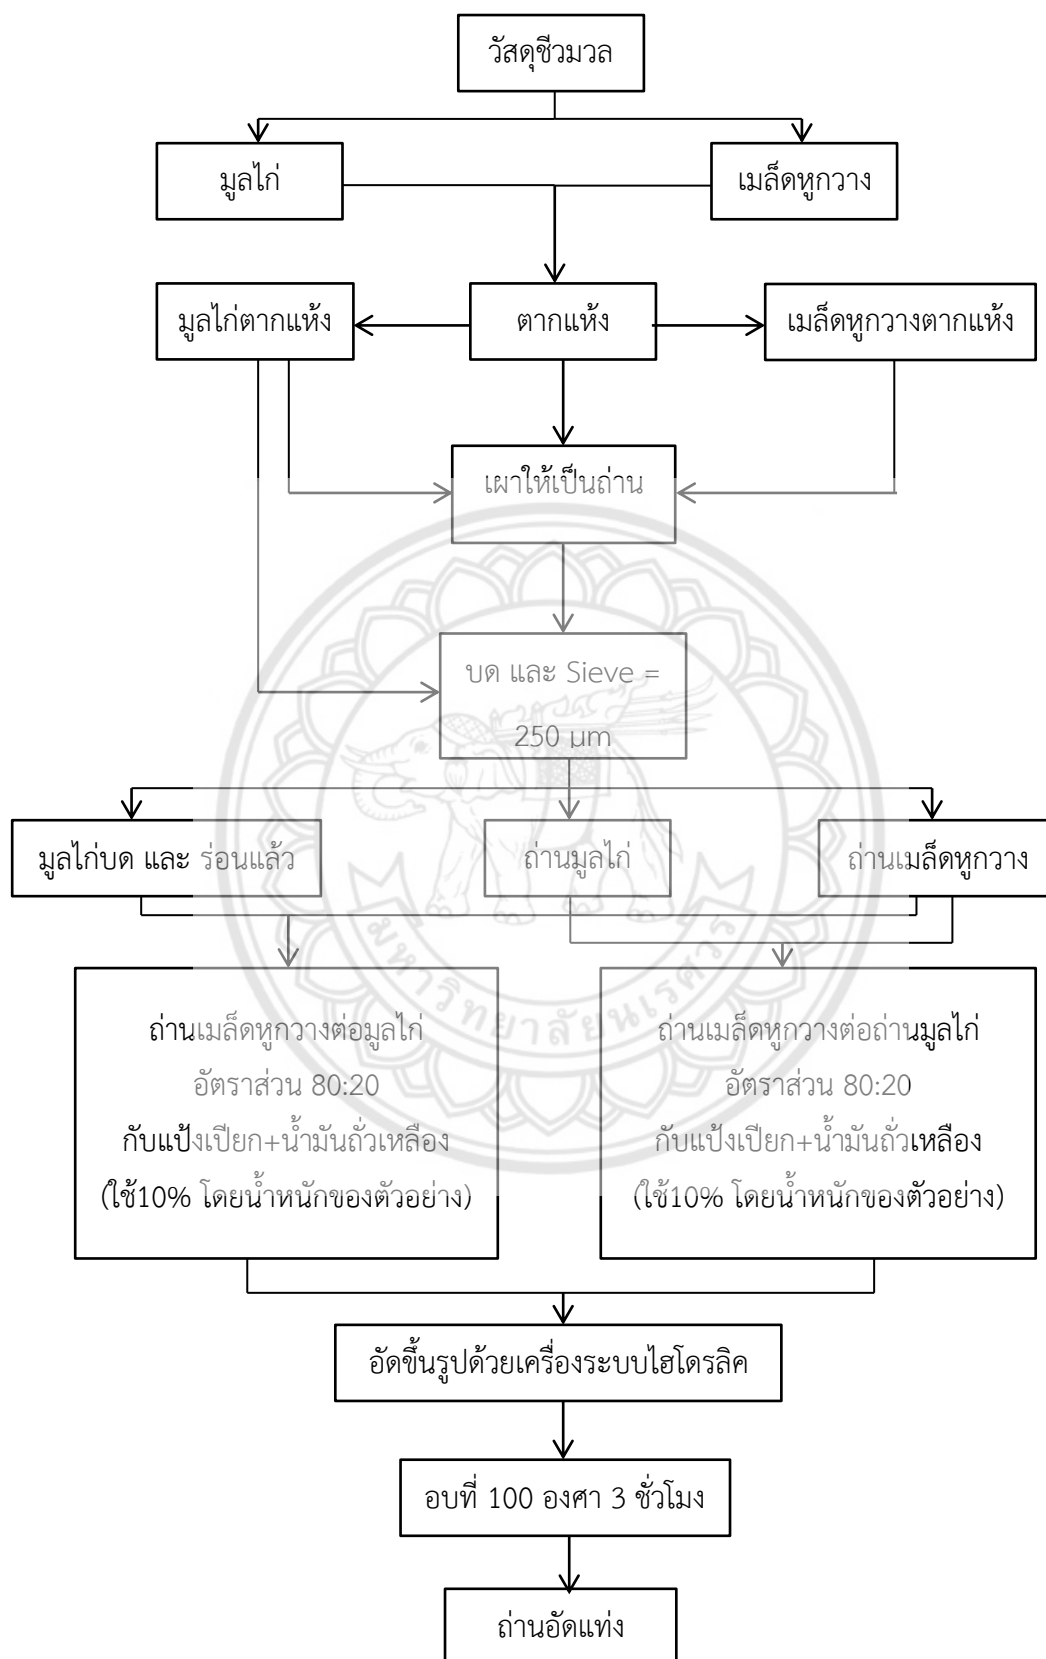 วัสดุชีวมวล
มูลไก่
เมล็ดหูกวาง
มูลไก่ตากแห้ง
ตากแห้ง
เมล็ดหูกวางตากแห้ง
เผาให้เป็นถ่าน
บด และ Sieve =
250 µm
มูลไก่บด และ ร่อนแล้ว
ถ่านมูลไก่
ถ่านเมล็ดหูกวาง
ถ่านเมล็ดหูกวางต่อมูลไก่
อัตราส่วน 80:20
กับแป้งเปียก+น้ำมันถั่วเหลือง
(ใช้10% โดยน้ำหนักของตัวอย่าง)
ถ่านเมล็ดหูกวางต่อถ่านมูลไก่
อัตราส่วน 80:20
กับแป้งเปียก+น้ำมันถั่วเหลือง
(ใช้10% โดยน้ำหนักของตัวอย่าง)
มหาวิทยาลัยนเรศวร
อัดขึ้นรูปด้วยเครื่องระบบไฮโดรลิค
อบที่ 100 องศา 3 ชั่วโมง
ถ่านอัดแท่ง